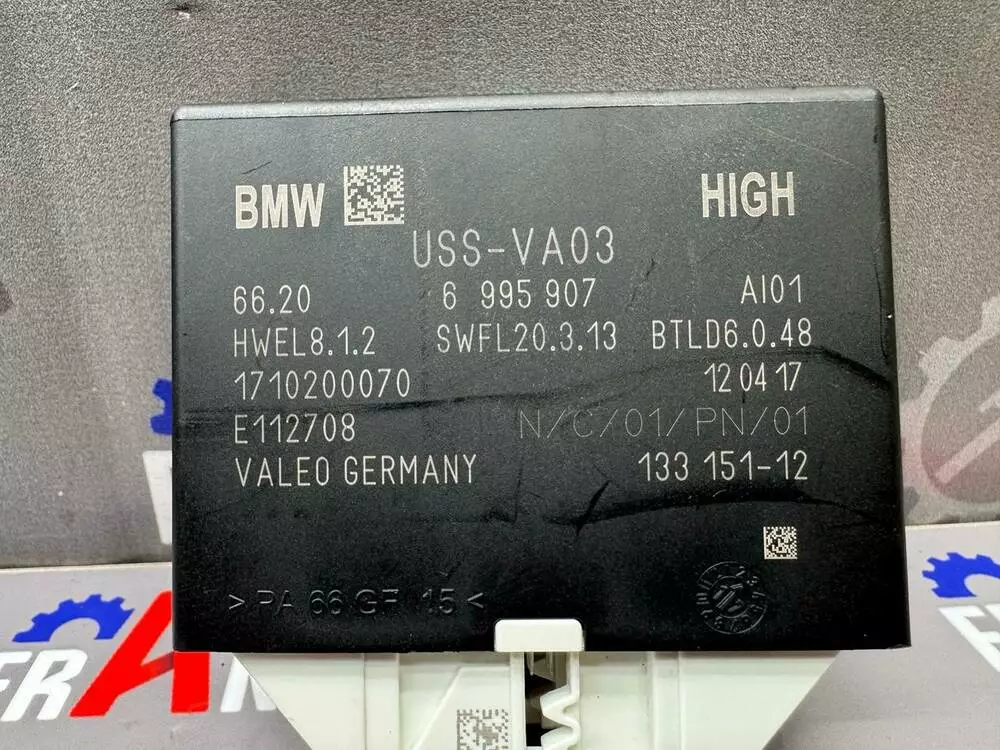 BMW HIGH
USS-VA03
66.20 6 995 907 AI01
HWEL8.1.2 SWFL20.3.13 BTLD6.0.48
1710200070 12 04 17
E112708 N/C/01/PN/01
VALEO GERMANY 133 151-12
>PA 66 GF 15<